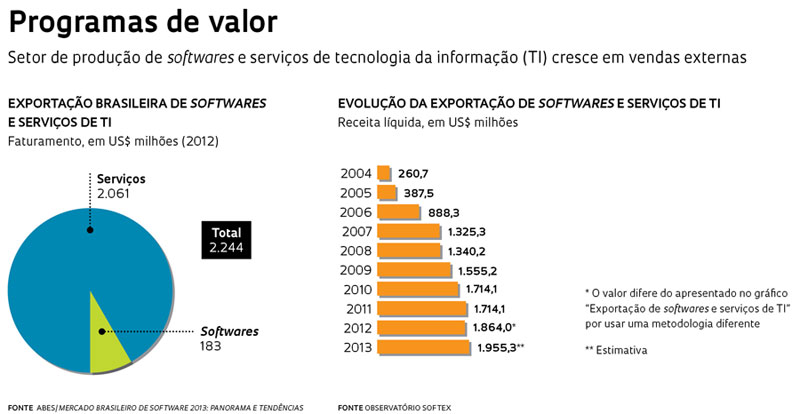 Programas de valor
Setor de produção de softwares e serviços de tecnologia da informação (TI) cresce em vendas externas
EXPORTAÇÃO BRASILEIRA DE SOFTWARES
E SERVIÇOS DE TI
Faturamento, em US$ milhões (2012)
Serviços
2.061
Total
2.244
Softwares
183
FONTE ABES/MERCADO BRASILEIRO DE SOFTWARE 2013: PANORAMA E TENDÊNCIAS
EVOLUÇÃO DA EXPORTAÇÃO DE SOFTWARES E SERVIÇOS DE TI
Receita líquida, em US$ milhões
2004 260,7
2005 387,5
2006 888,3
2007 1.325,3
2008 1.340,2
2009 1.555,2
2010 1.714,1
2011 1.714,1
2012 1.864,0*
2013 1.955,3**
* O valor difere do apresentado no gráfico
"Exportação de softwares e serviços de TI"
por usar uma metodologia diferente
** Estimativa
FONTE OBSERVATÓRIO SOFTEX